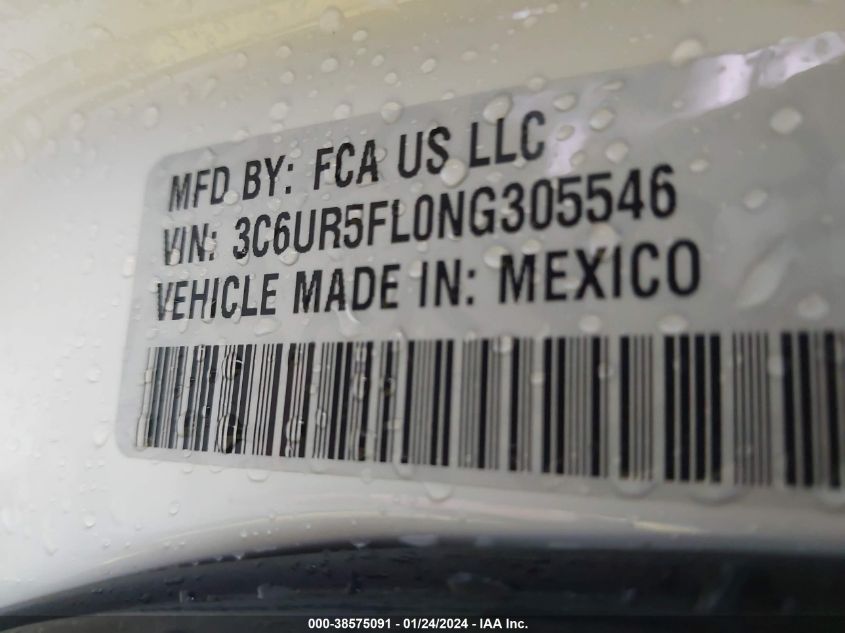 MFD BY: FCA US LLC
VIN: 3C6UR5FL0NG305546
VEHICLE MADE IN: MEXICO
000-38575091 - 01/24/2024 - IAA Inc.